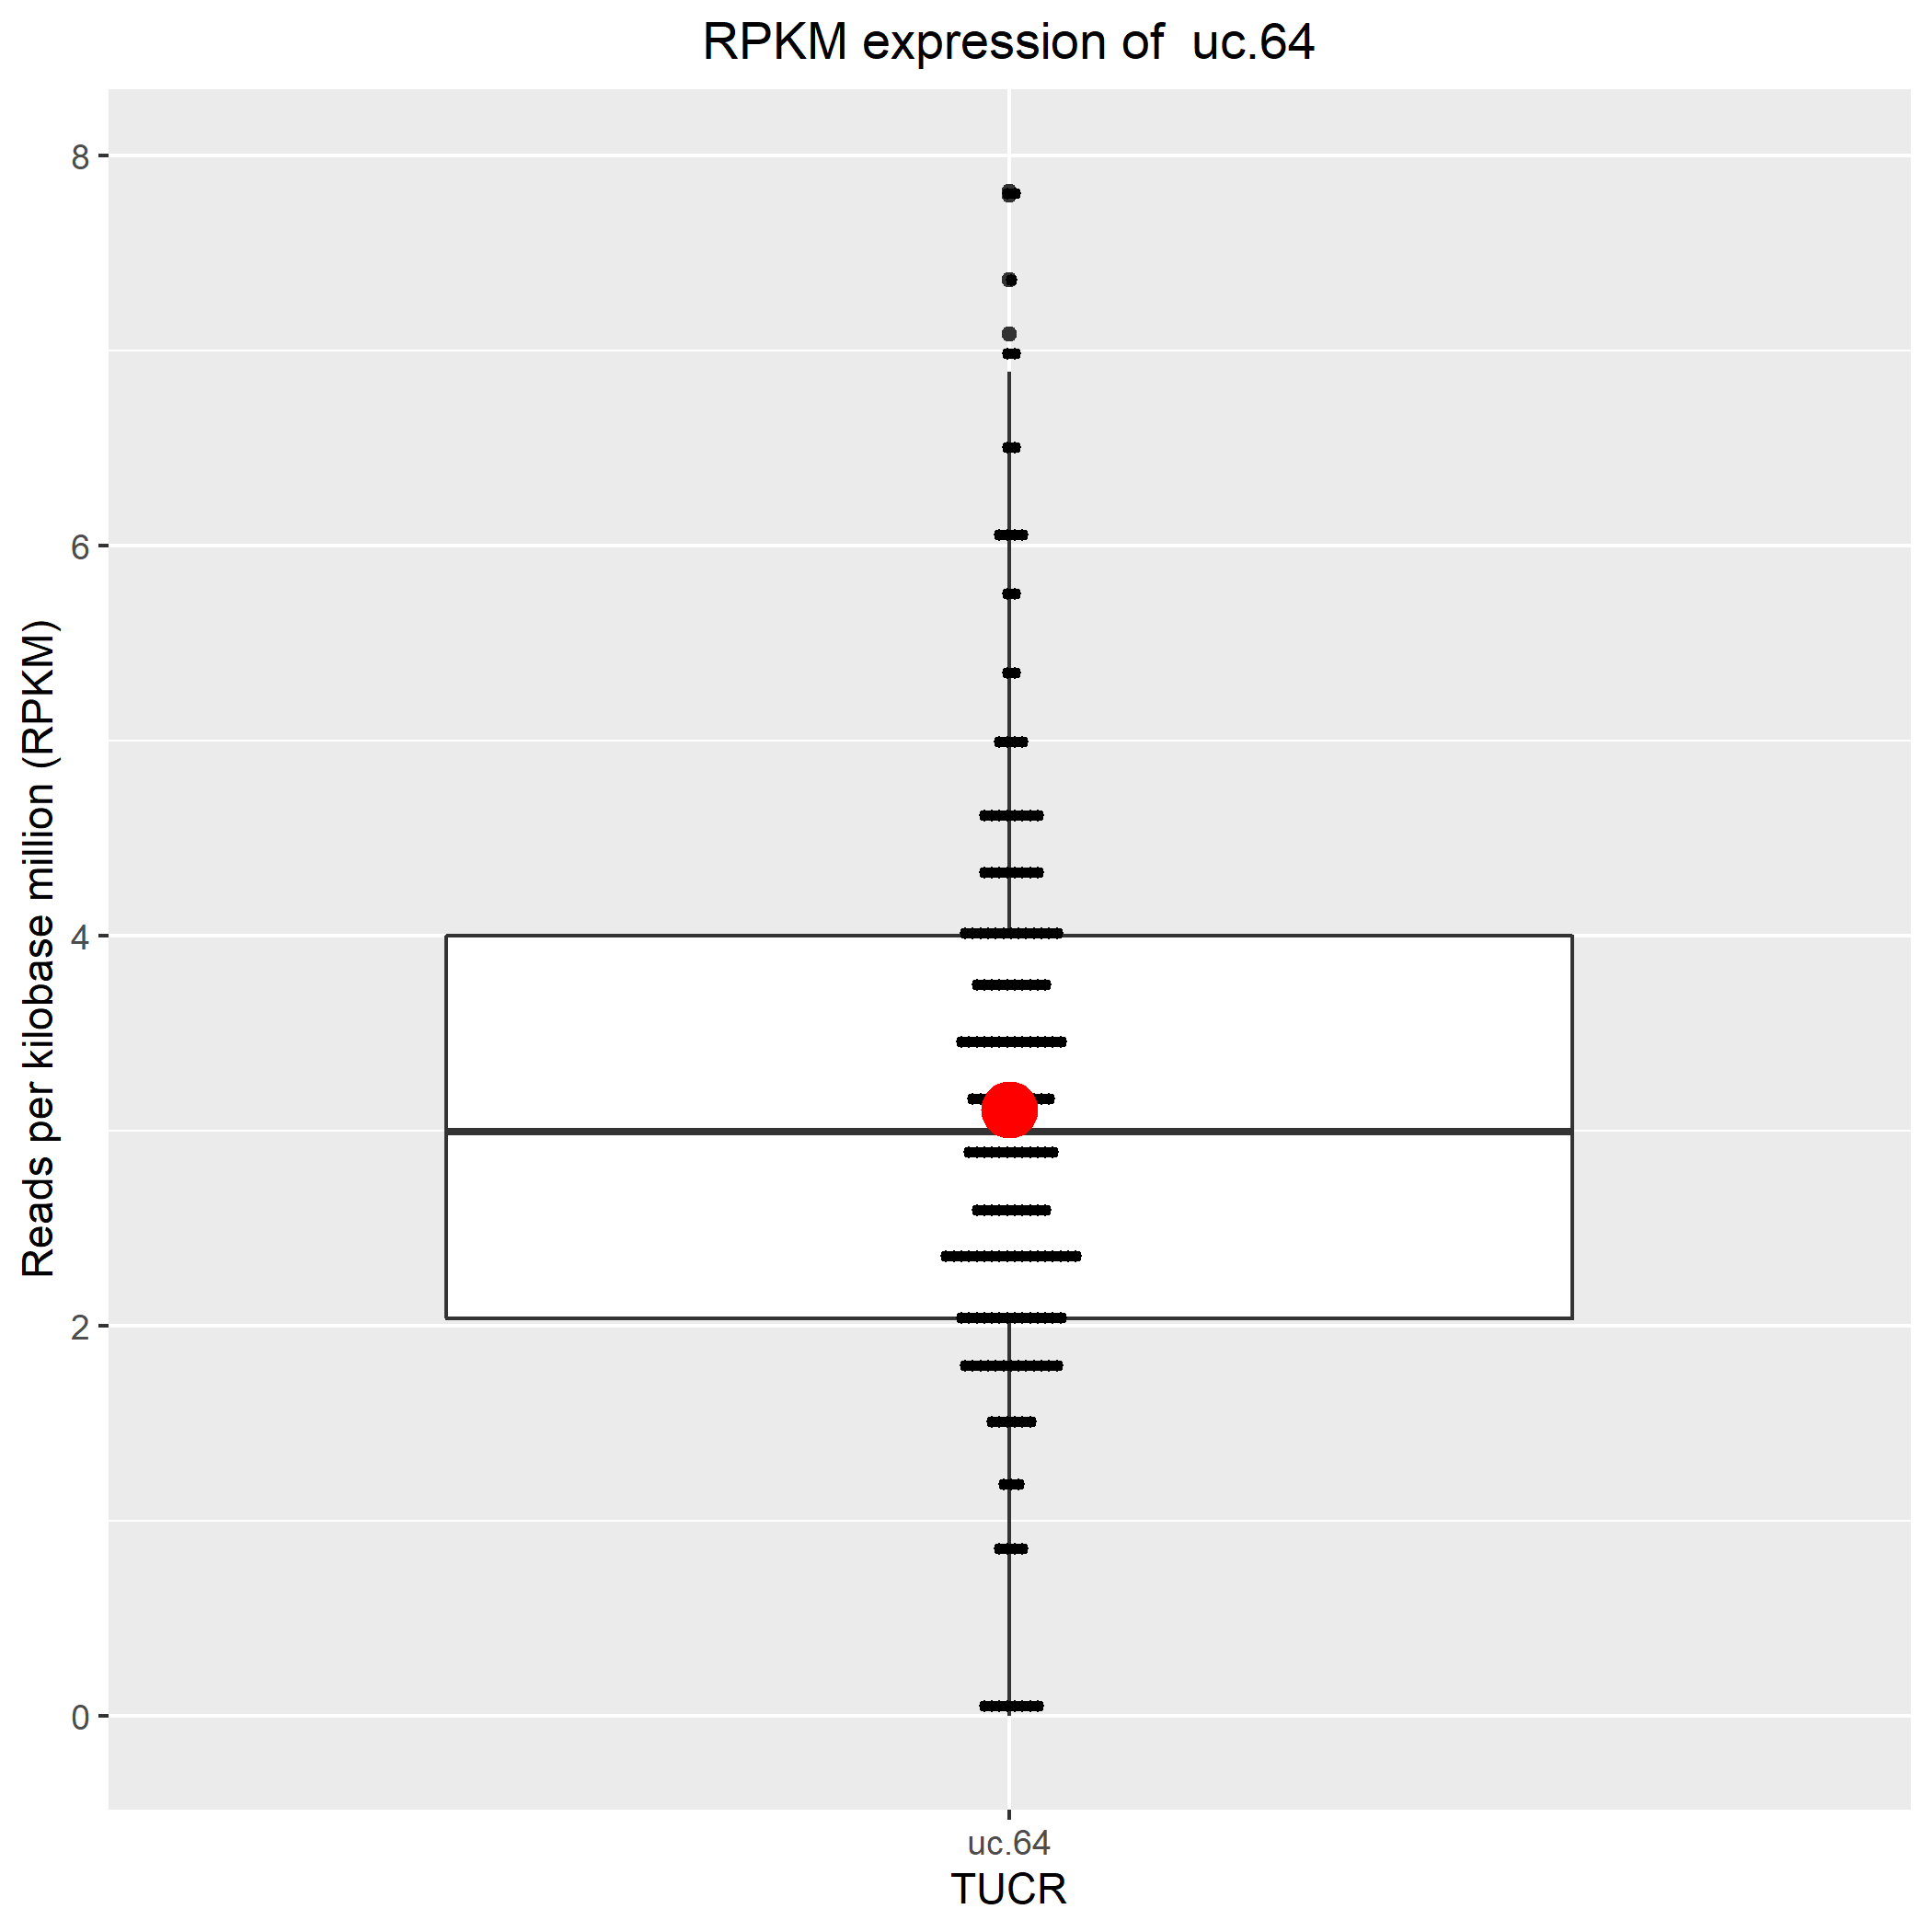 RPKM expression of  uc.64
Reads per kilobase million (RPKM)
8
6
4
2
0
uc.64
TUCR